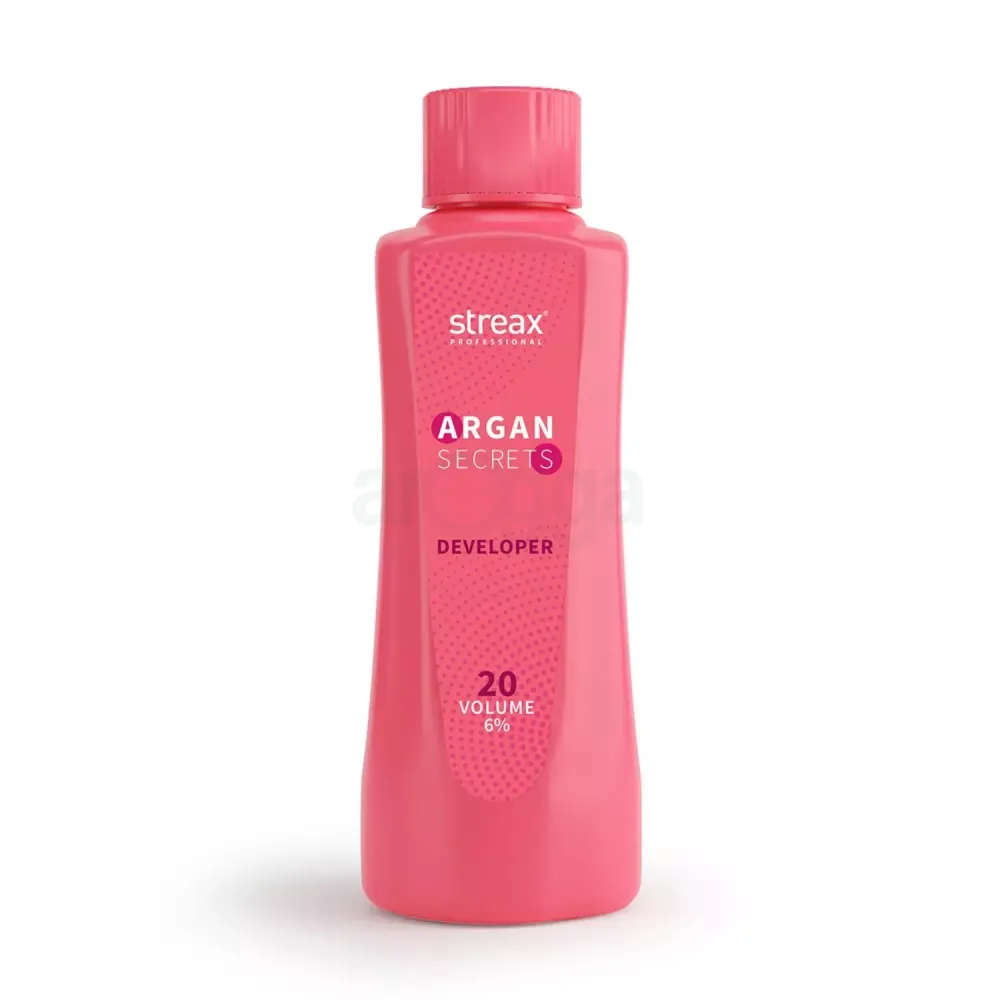 streax®
PROFESSIONAL
ARGAN
SECRETS
DEVELOPER
20
VOLUME
6%